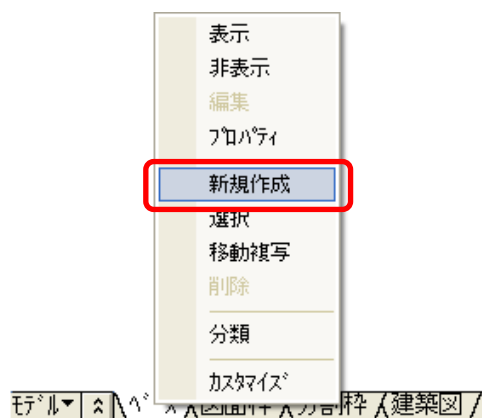 表示
非表示
編集
ﾌﾟﾛﾊﾟﾃｨ
新規作成
選択
移動複写
削除
分類
ｶｽﾀﾏｲｽﾞ
ﾓﾃﾞﾙ 建築図